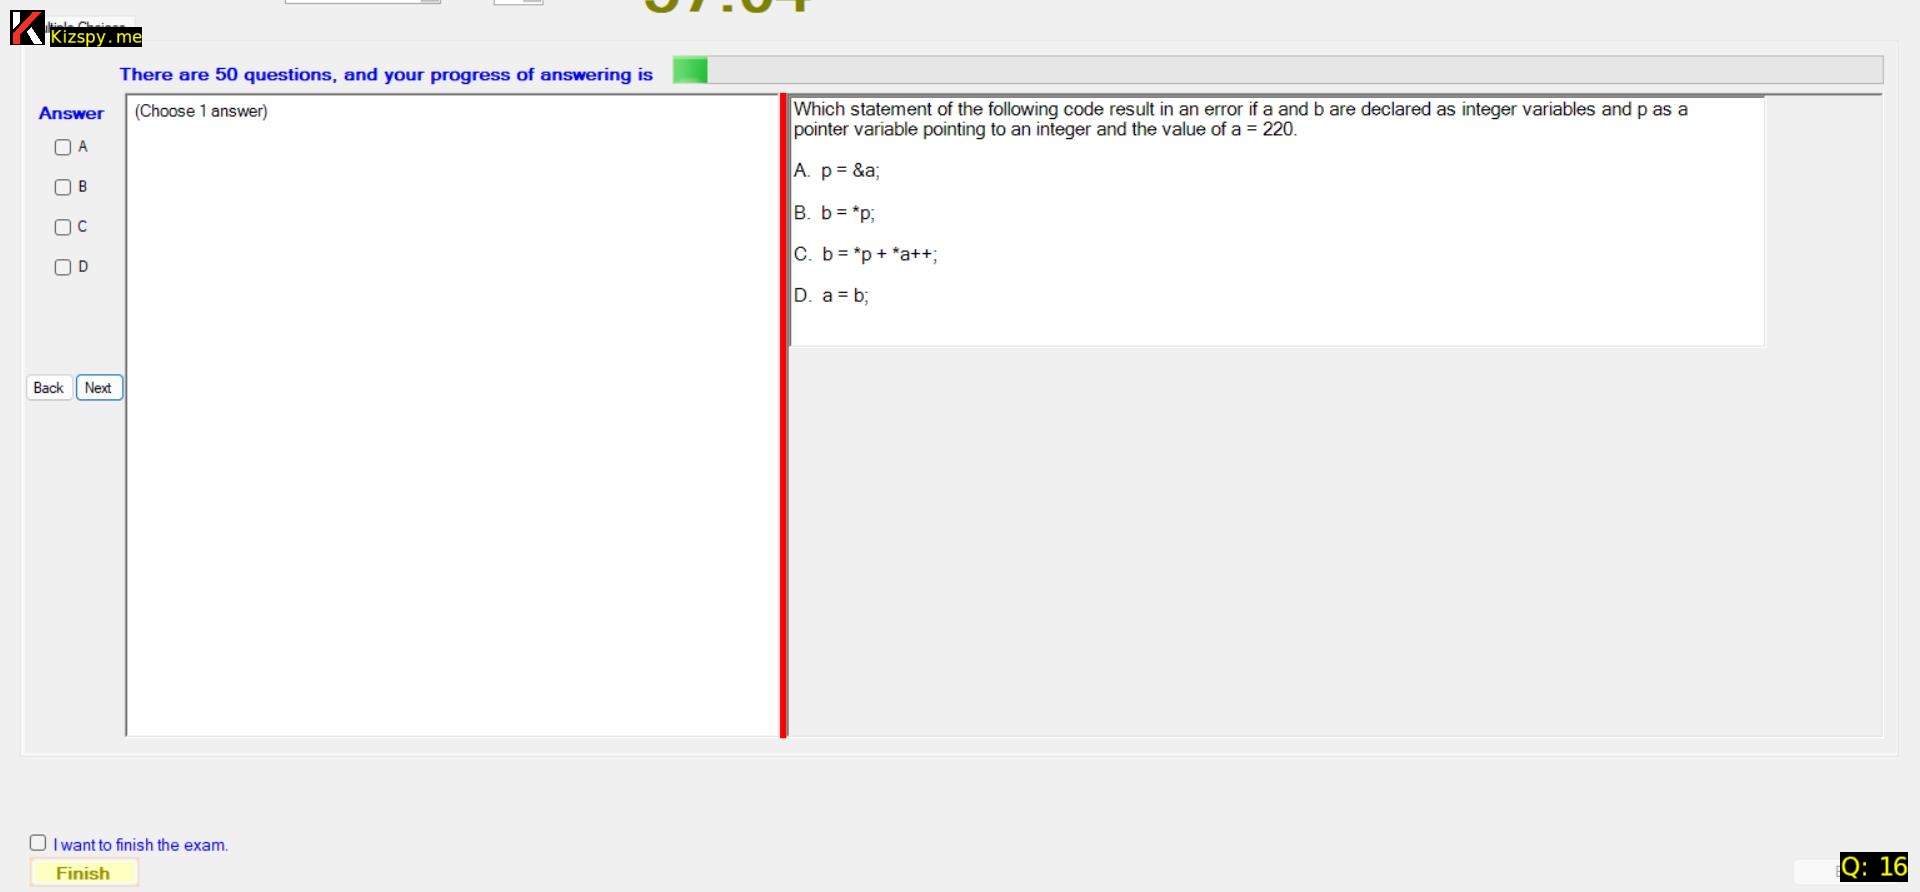 Kizspy.me
There are 50 questions, and your progress of answering is
Answer
(Choose 1 answer)
A
B
C
D
Back Next
Which statement of the following code result in an error if a and b are declared as integer variables and p as a
pointer variable pointing to an integer and the value of a = 220.
A. p = &a;
B. b = *p;
C. b = *p + *a++;
D. a = b;
I want to finish the exam.
Finish
Q: 16